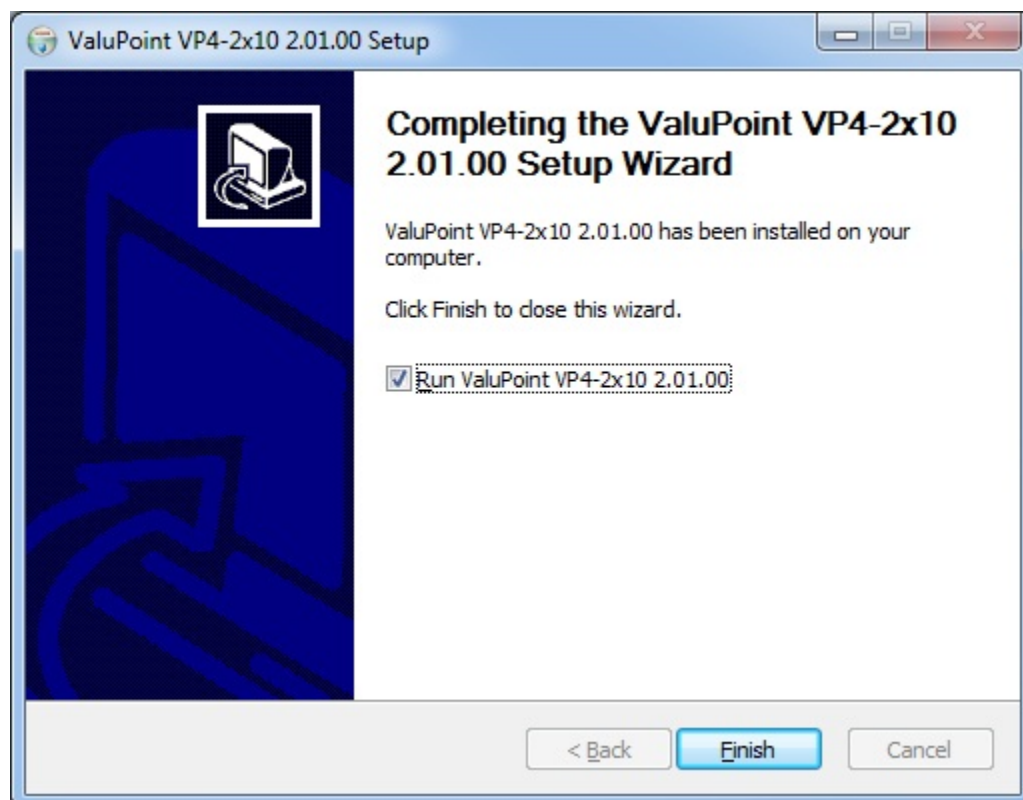 ValuPoint VP4-2x10 2.01.00 Setup
Completing the ValuPoint VP4-2x10
2.01.00 Setup Wizard
ValuPoint VP4-2x10 2.01.00 has been installed on your
computer.
Click Finish to close this wizard.
Run ValuPoint VP4-2x10 2.01.00
< Back
Finish
Cancel